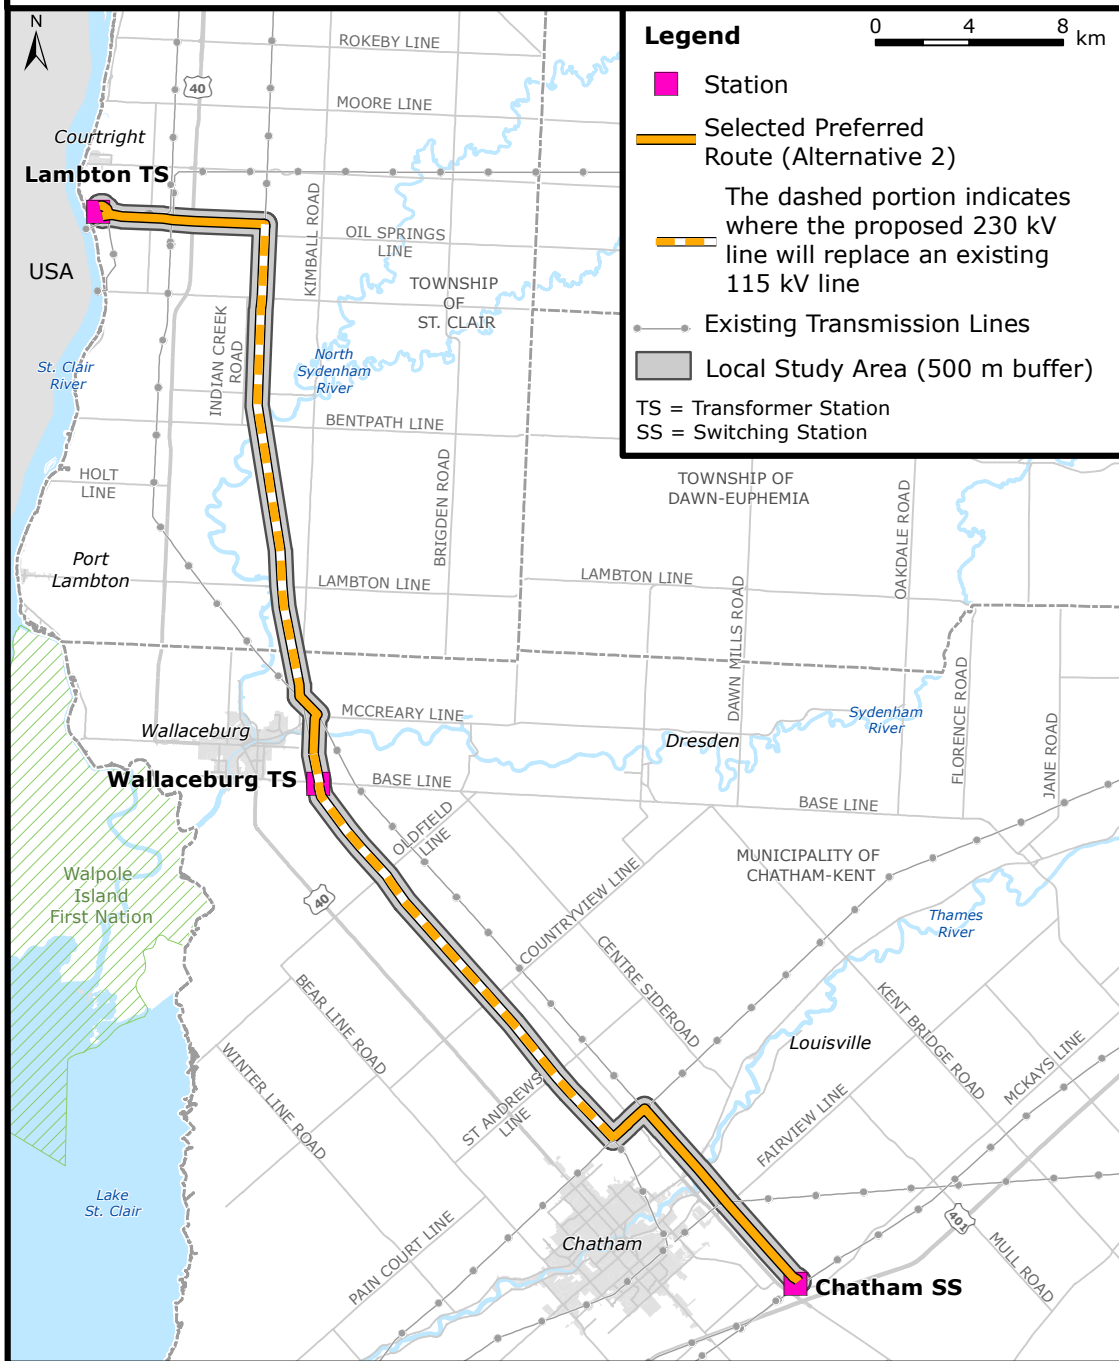 N
Legend
0 4 8 km
Station
Selected Preferred
Route (Alternative 2)
The dashed portion indicates
where the proposed 230 kV
line will replace an existing
115 kV line
Existing Transmission Lines
Local Study Area (500 m buffer)
TS = Transformer Station
SS = Switching Station
ROKEBY LINE
40
MOORE LINE
Courtright
Lambton TS
KIMBALL ROAD
OIL SPRINGS
LINE
USA
TOWNSHIP
OF
ST. CLAIR
INDIAN CREEK
ROAD
North
Sydenham
River
St. Clair
River
BENTPATH LINE
HOLT
LINE
BRIGDEN ROAD
TOWNSHIP OF
DAWN-EUPHEMIA
OAKDALE ROAD
Port
Lambton
LAMBTON LINE
LAMBTON LINE
DAWN MILLS ROAD
FLORENCE ROAD
JANE ROAD
MCCREARY LINE
Wallaceburg
Dresden
Sydenham
River
Wallaceburg TS
BASE LINE
BASE LINE
OLDFIELD
LINE
MUNICIPALITY OF
CHATHAM-KENT
Walpole
Island
First Nation
40
COUNTRYVIEW LINE
Thames
River
CENTRE SIDEROAD
BEAR LINE ROAD
KENT BRIDGE ROAD
Louisville
MCKAYS LINE
WINTER LINE ROAD
ST ANDREWS
LINE
FAIRVIEW LINE
Lake
St. Clair
PAIN COURT LINE
Chatham
401
MULL ROAD
Chatham SS